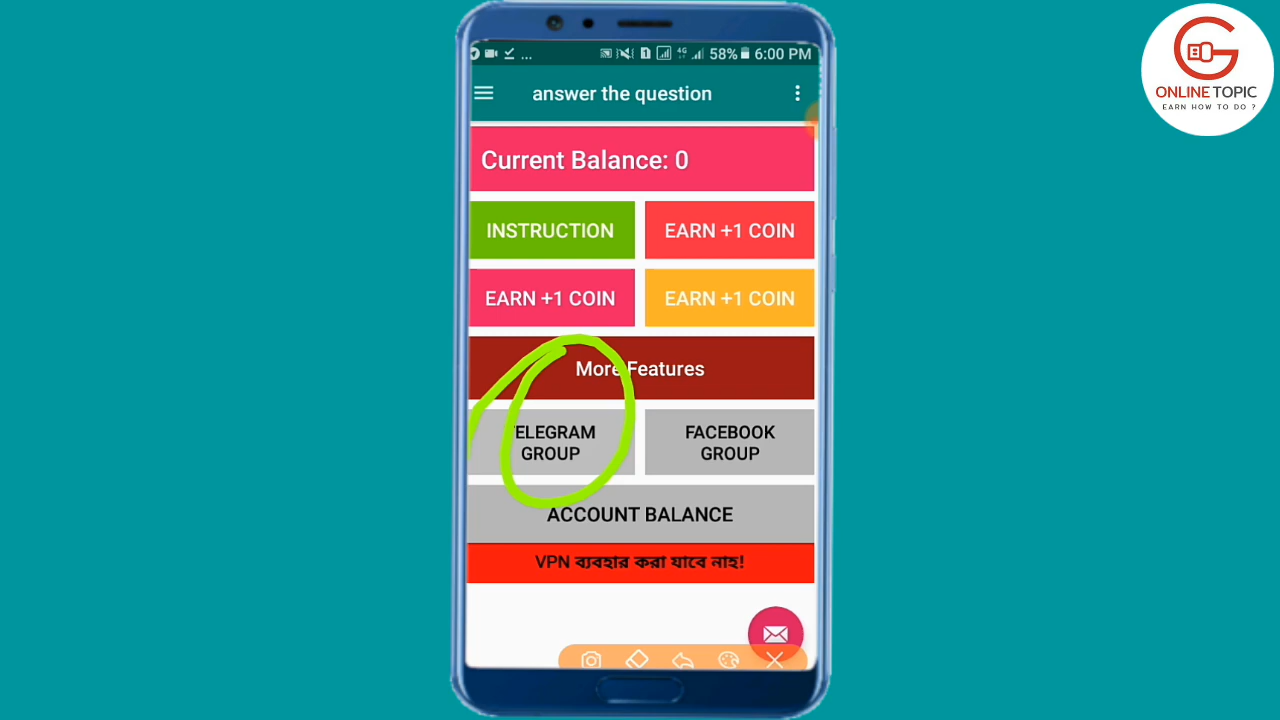 58% 6:00 PM
answer the question
Current Balance: 0
INSTRUCTION
EARN +1 COIN
EARN +1 COIN
EARN +1 COIN
More Features
TELEGRAM
GROUP
FACEBOOK
GROUP
ACCOUNT BALANCE
VPN ব্যবহার করা যাবে নাহ!
ONLINE TOPIC
EARN HOW TO DO ?